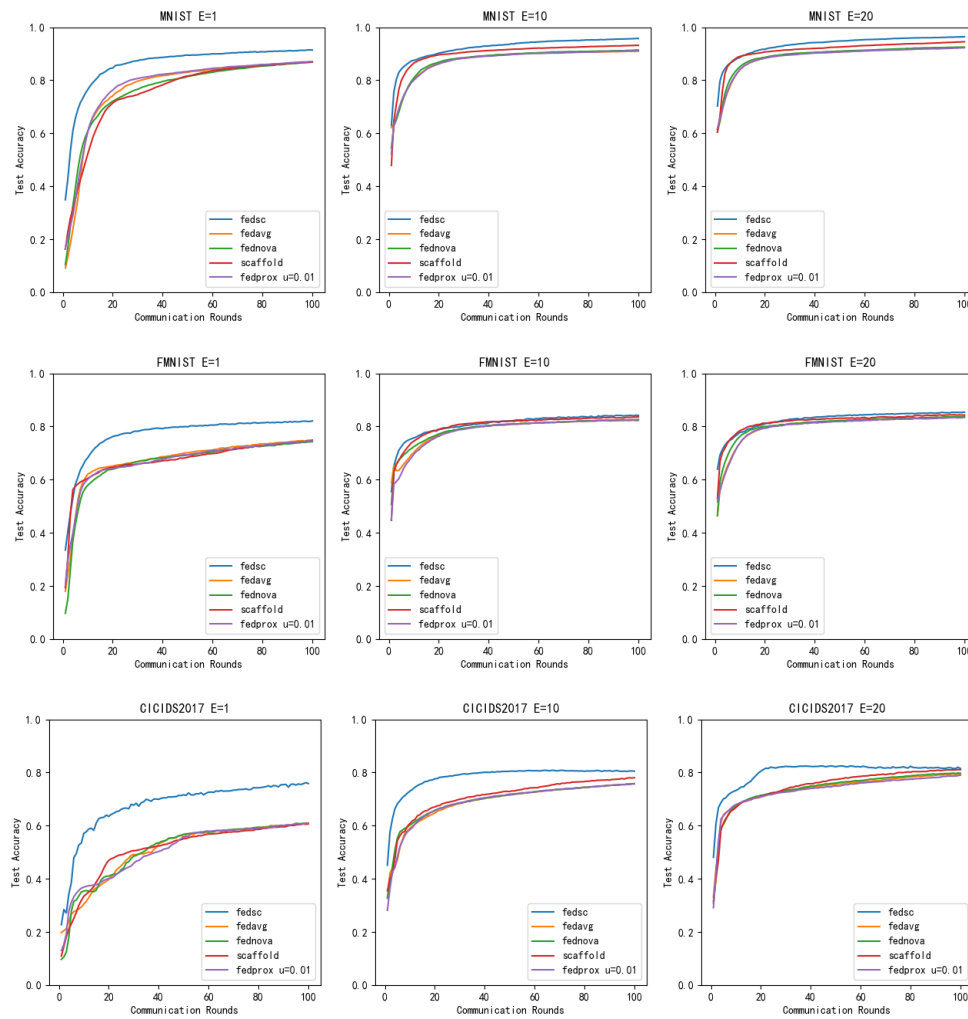 MNIST E=1
1.0
0.8
0.6
0.4
0.2
0.0
Test Accuracy
fedsc
fedavg
fednova
scaffold
fedprox u=0.01
0 20 40 60 80 100
Communication Rounds
MNIST E=10
1.0
0.8
0.6
0.4
0.2
0.0
Test Accuracy
fedsc
fedavg
fednova
scaffold
fedprox u=0.01
0 20 40 60 80 100
Communication Rounds
MNIST E=20
1.0
0.8
0.6
0.4
0.2
0.0
Test Accuracy
fedsc
fedavg
fednova
scaffold
fedprox u=0.01
0 20 40 60 80 100
Communication Rounds
FMNIST E=1
1.0
0.8
0.6
0.4
0.2
0.0
Test Accuracy
fedsc
fedavg
fednova
scaffold
fedprox u=0.01
0 20 40 60 80 100
Communication Rounds
FMNIST E=10
1.0
0.8
0.6
0.4
0.2
0.0
Test Accuracy
fedsc
fedavg
fednova
scaffold
fedprox u=0.01
0 20 40 60 80 100
Communication Rounds
FMNIST E=20
1.0
0.8
0.6
0.4
0.2
0.0
Test Accuracy
fedsc
fedavg
fednova
scaffold
fedprox u=0.01
0 20 40 60 80 100
Communication Rounds
CICIDS2017 E=1
1.0
0.8
0.6
0.4
0.2
0.0
Test Accuracy
fedsc
fedavg
fednova
scaffold
fedprox u=0.01
0 20 40 60 80 100
Communication Rounds
CICIDS2017 E=10
1.0
0.8
0.6
0.4
0.2
0.0
Test Accuracy
fedsc
fedavg
fednova
scaffold
fedprox u=0.01
0 20 40 60 80 100
Communication Rounds
CICIDS2017 E=20
1.0
0.8
0.6
0.4
0.2
0.0
Test Accuracy
fedsc
fedavg
fednova
scaffold
fedprox u=0.01
0 20 40 60 80 100
Communication Rounds